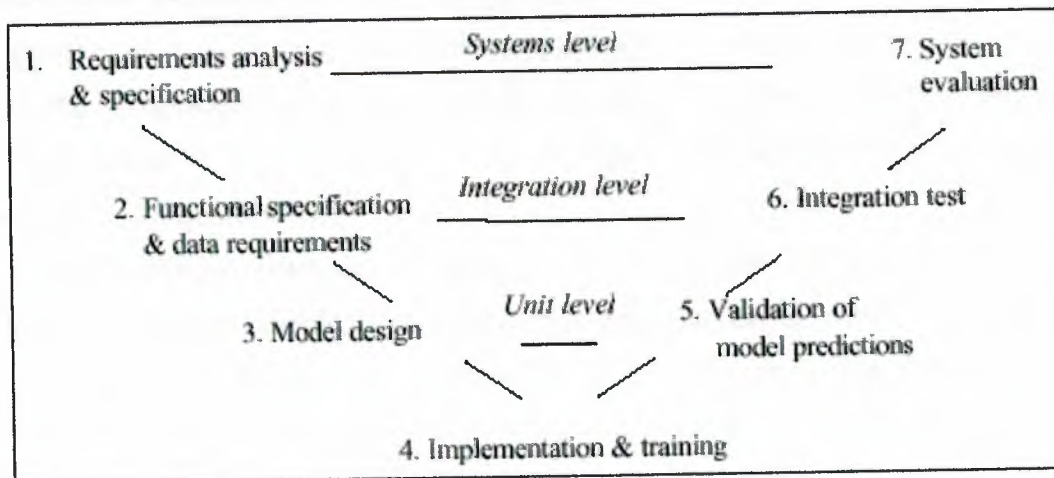 1. Requirements analysis
& specification
Systems level
7. System
evaluation
2. Functional specification
& data requirements
Integration level
6. Integration test
3. Model design
Unit level
5. Validation of
model predictions
4. Implementation & training